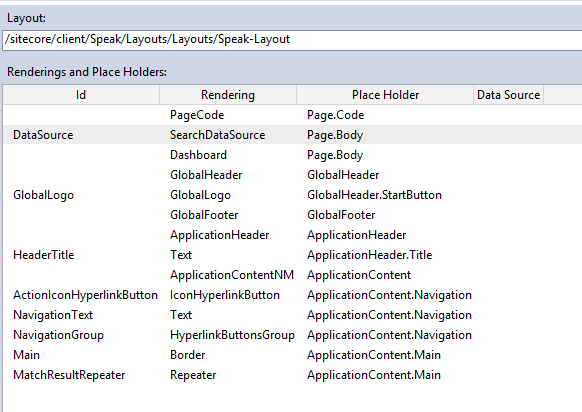 Layout:
/sitecore/client/Speak/Layouts/Layouts/Speak-Layout
Renderings and Place Holders:
Id Rendering Place Holder Data Source
PageCode Page.Code
DataSource SearchDataSource Page.Body
Dashboard Page.Body
GlobalHeader GlobalHeader
GlobalLogo GlobalLogo GlobalHeader.StartButton
GlobalFooter GlobalFooter
ApplicationHeader ApplicationHeader
HeaderTitle Text ApplicationHeader.Title
ApplicationContentNM ApplicationContent
ActionIconHyperlinkButton IconHyperlinkButton ApplicationContent.Navigation
NavigationText Text ApplicationContent.Navigation
NavigationGroup HyperlinkButtonsGroup ApplicationContent.Navigation
Main Border ApplicationContent.Main
MatchResultRepeater Repeater ApplicationContent.Main